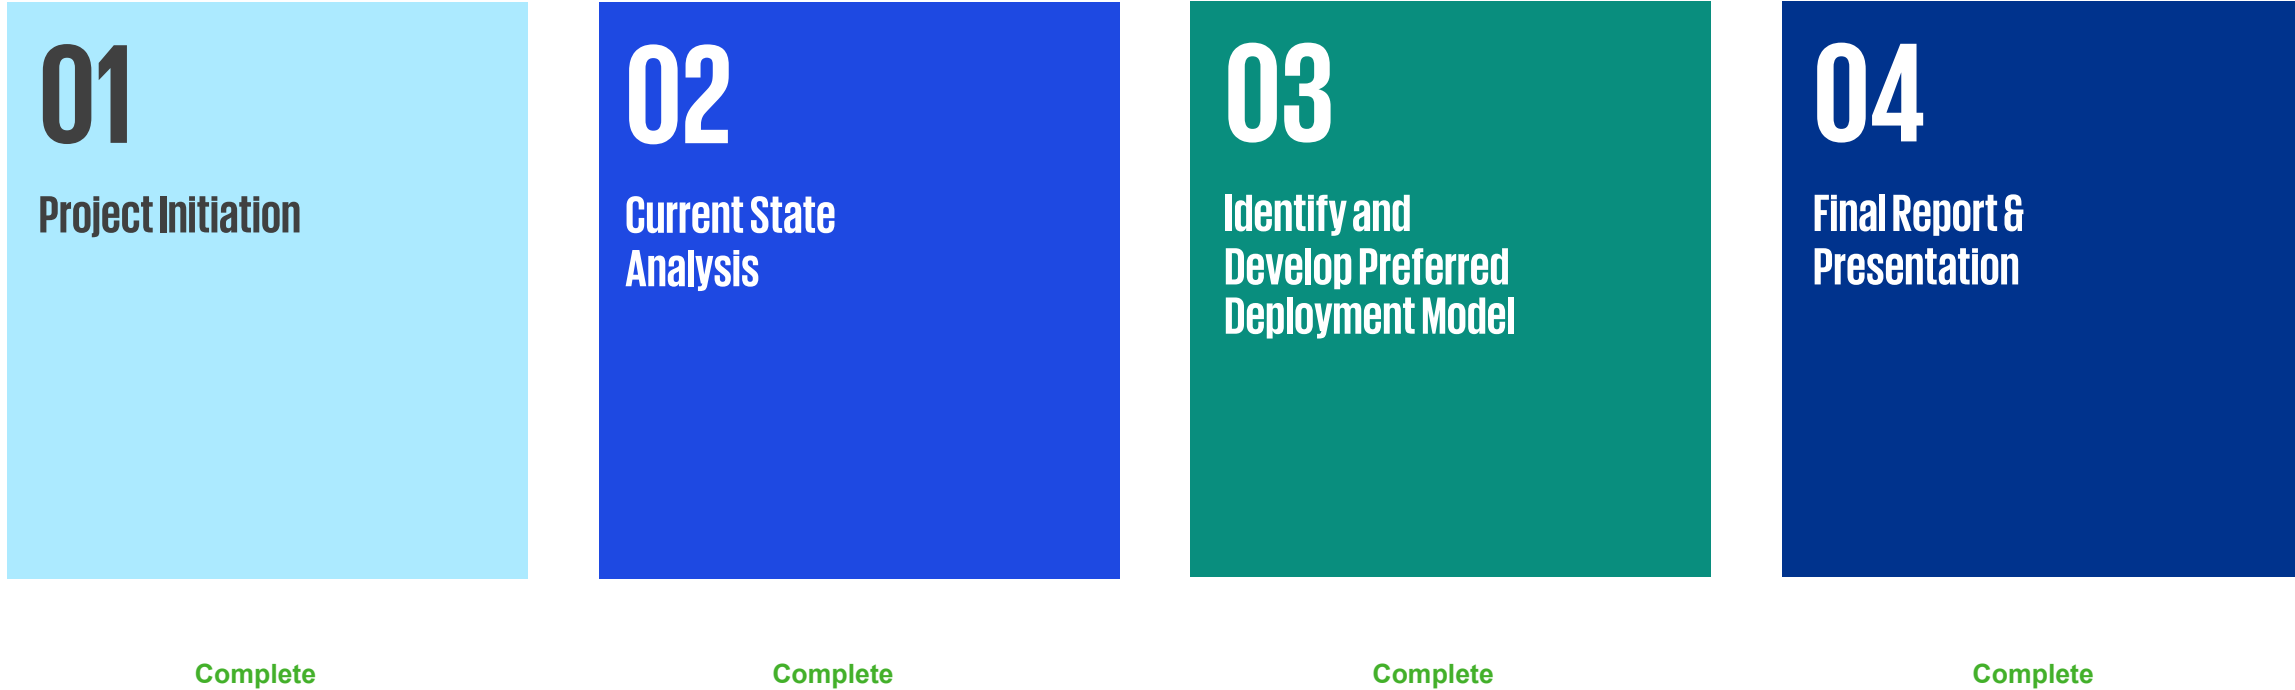 01
Project Initiation
02
Current State
Analysis
03
Identify and
Develop Preferred
Deployment Model
04
Final Report &
Presentation
Complete
Complete
Complete
Complete